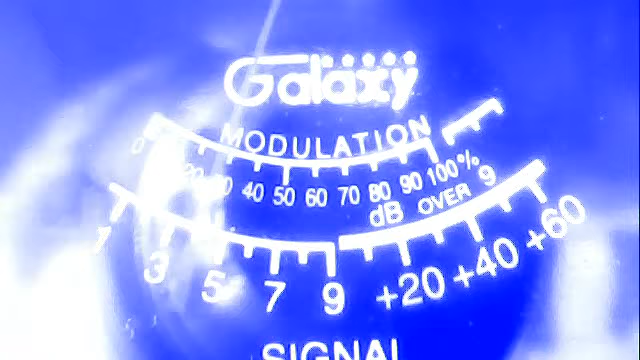 Galaxy
MODULATION
0 20 30 40 50 60 70 80 90 100%
dB OVER 9
1 3 5 7 9 +20 +40 +60
SIGNAL